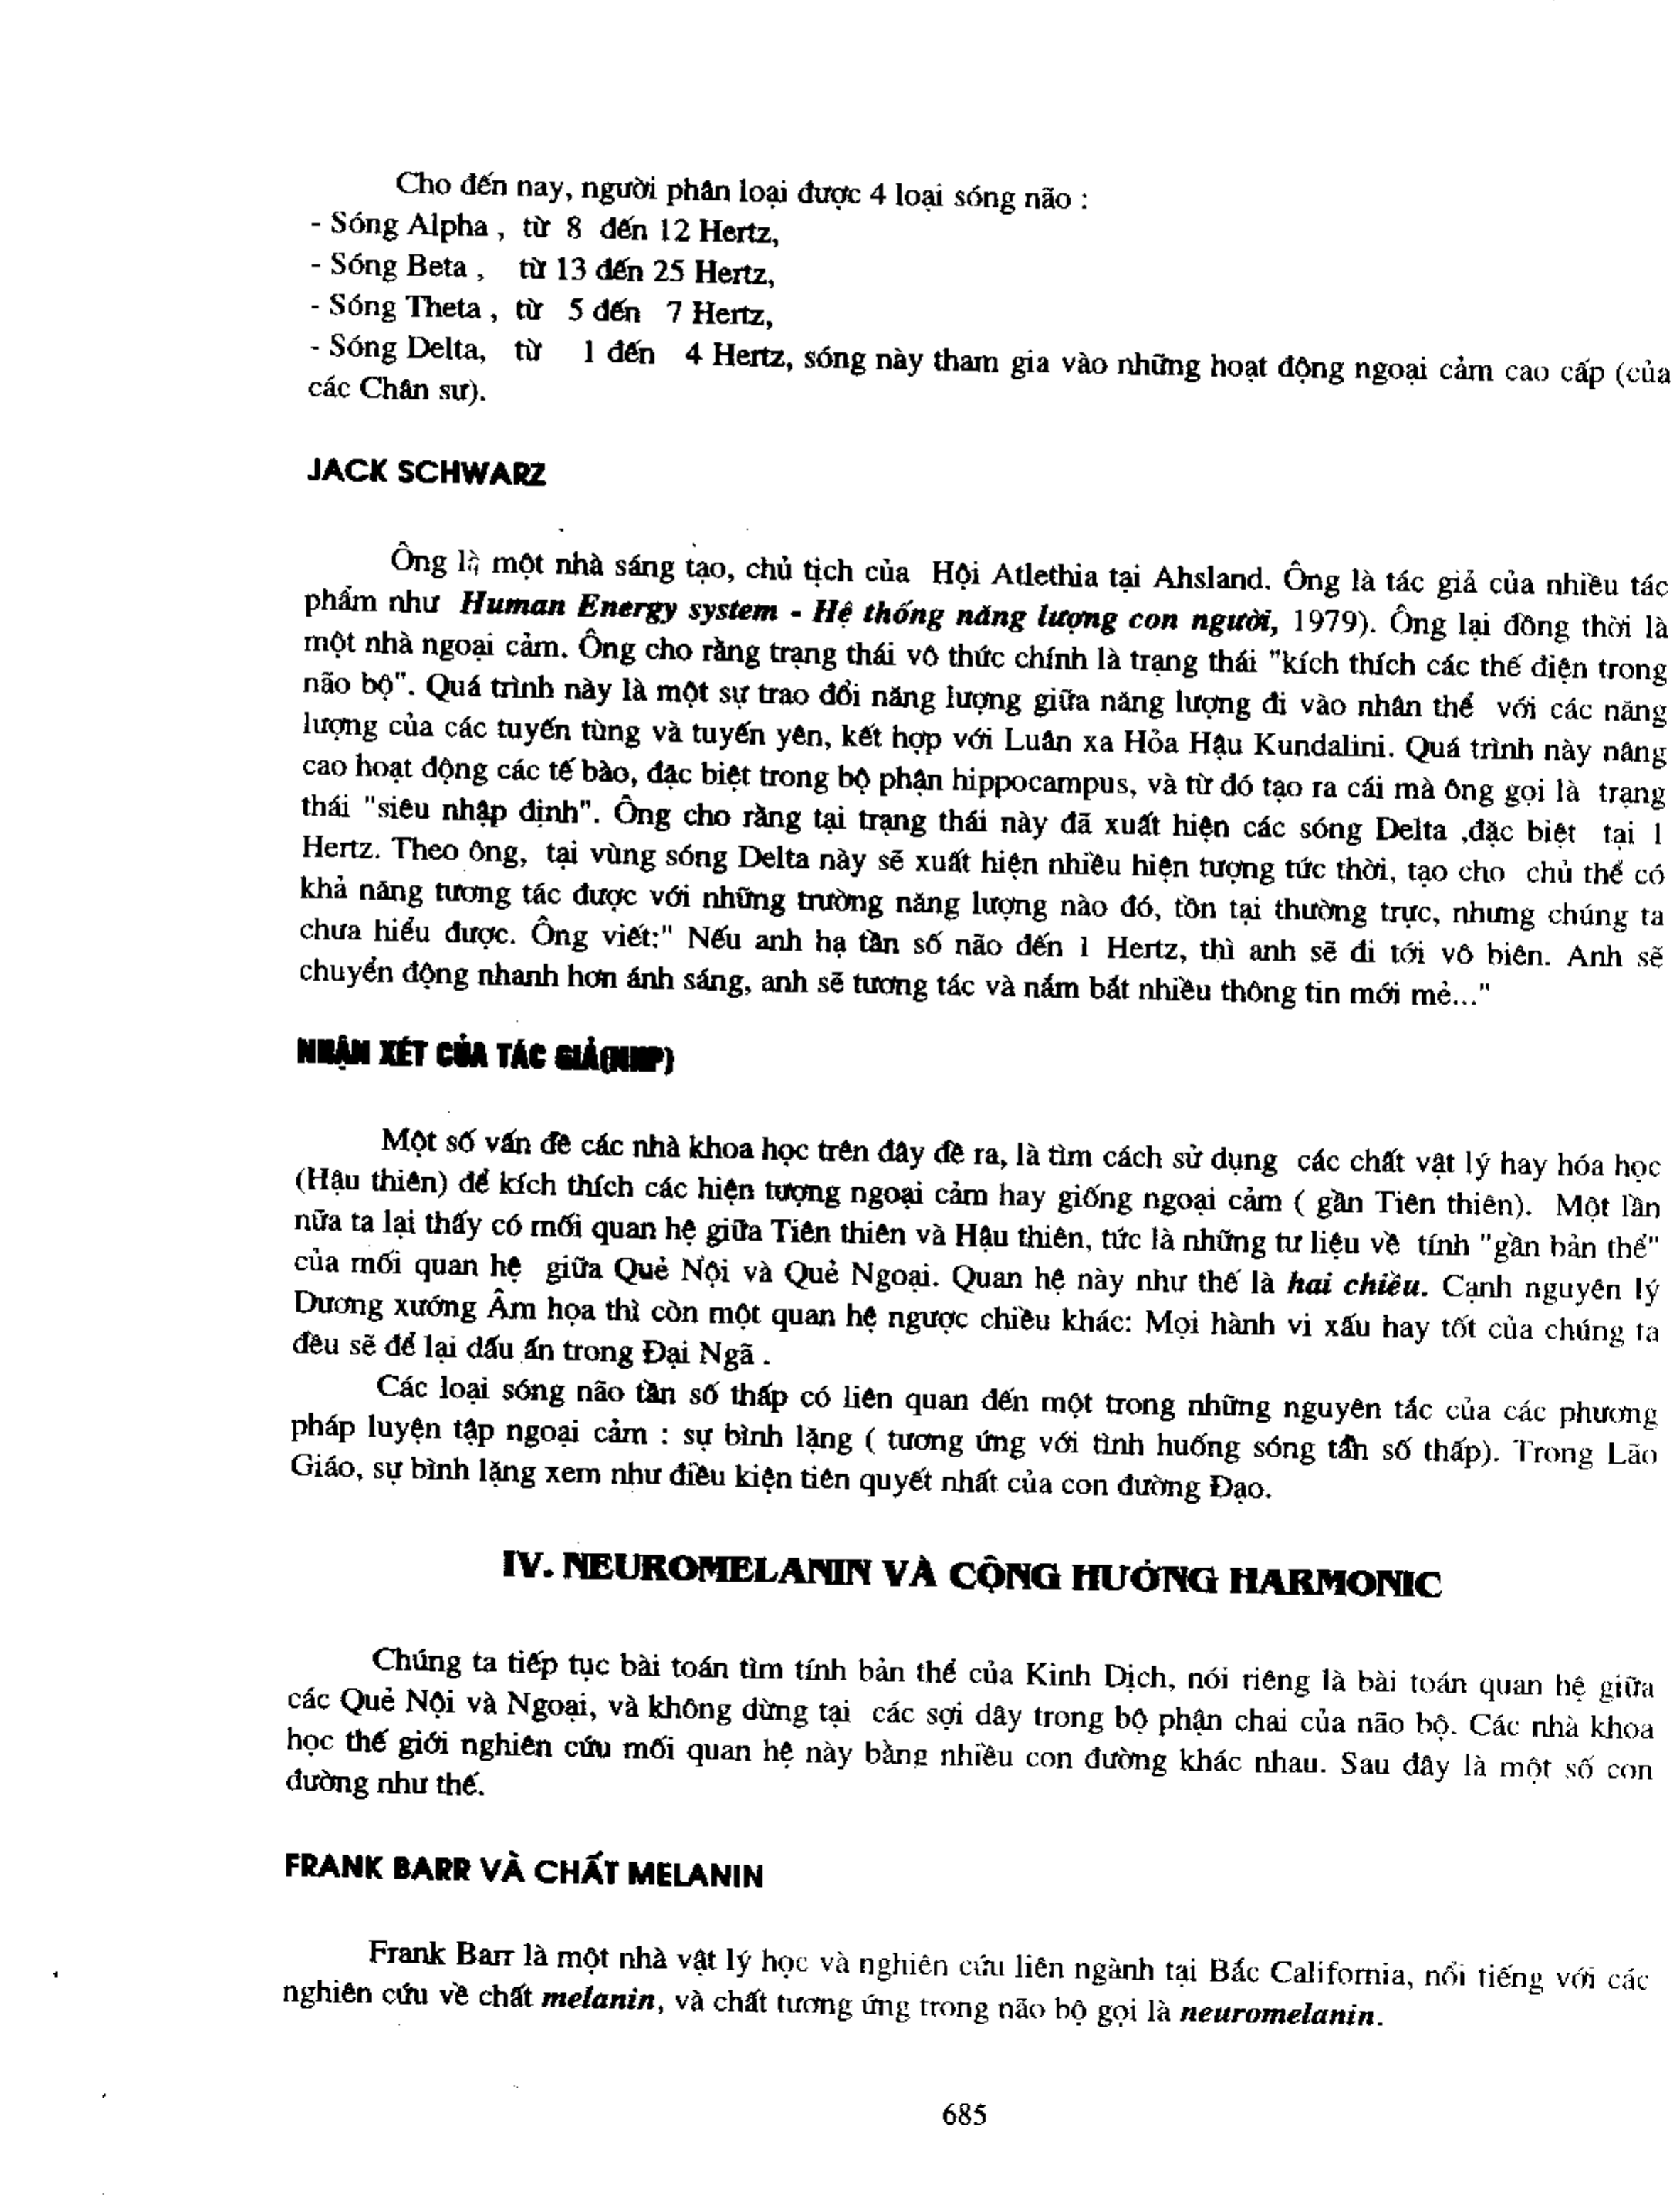 Cho đến nay, người phân loại được 4 loại sóng não :
- Sóng Alpha , từ 8 đến 12 Hertz,
- Sóng Beta , từ 13 đến 25 Hertz,
- Sóng Theta , từ 5 đến 7 Hertz,
- Sóng Delta, từ 1 đến 4 Hertz, sóng này tham gia vào những hoạt động ngoại cảm cao cấp (của
các Chân sư).
JACK SCHWARZ
Ông là một nhà sáng tạo, chủ tịch của Hội Atlethia tại Ahsland. Ông là tác giả của nhiều tác
phẩm như Human Energy system - Hệ thống năng lượng con người, 1979). Ông lại đồng thời là
một nhà ngoại cảm. Ông cho rằng trạng thái vô thức chính là trạng thái "kích thích các thế điện trong
não bộ". Quá trình này là một sự trao đổi năng lượng giữa năng lượng đi vào nhân thể với các năng
lượng của các tuyến tùng và tuyến yên, kết hợp với Luân xa Hỏa Hậu Kundalini. Quá trình này nâng
cao hoạt động các tế bào, đặc biệt trong bộ phận hippocampus, và từ đó tạo ra cái mà ông gọi là trạng
thái "siêu nhập định". Ông cho rằng tại trạng thái này đã xuất hiện các sóng Delta ,đặc biệt tại 1
Hertz. Theo ông, tại vùng sóng Delta này sẽ xuất hiện nhiều hiện tượng tức thời, tạo cho chủ thể có
khả năng tương tác được với những trường năng lượng nào đó, tồn tại thường trực, nhưng chúng ta
chưa hiểu được. Ông viết:" Nếu anh hạ tần số não đến 1 Hertz, thì anh sẽ đi tới vô biên. Anh sẽ
chuyển động nhanh hơn ánh sáng, anh sẽ tương tác và nắm bắt nhiều thông tin mới mẻ..."
NHẬN XÉT CỦA TÁC GIẢ(NHP)
Một số vấn đề các nhà khoa học trên đây đề ra, là tìm cách sử dụng các chất vật lý hay hóa học
(Hậu thiên) để kích thích các hiện tượng ngoại cảm hay giống ngoại cảm ( gần Tiên thiên). Một lần
nữa ta lại thấy có mối quan hệ giữa Tiên thiên và Hậu thiên, tức là những tư liệu về tính "gần bản thể"
của mối quan hệ giữa Quẻ Nội và Quẻ Ngoại. Quan hệ này như thế là hai chiều. Cạnh nguyên lý
Dương xướng Âm họa thì còn một quan hệ ngược chiều khác: Mọi hành vi xấu hay tốt của chúng ta
đều sẽ để lại dấu ấn trong Đại Ngã .
Các loại sóng não tần số thấp có liên quan đến một trong những nguyên tắc của các phương
pháp luyện tập ngoại cảm : sự bình lặng ( tương ứng với tình huống sóng tần số thấp). Trong Lão
Giáo, sự bình lặng xem như điều kiện tiên quyết nhất của con đường Đạo.
IV. NEUROMELANIN VÀ CỘNG HƯỞNG HARMONIC
Chúng ta tiếp tục bài toán tìm tính bản thể của Kinh Dịch, nói riêng là bài toán quan hệ giữa
các Quẻ Nội và Ngoại, và không dừng tại các sợi dây trong bộ phận chai của não bộ. Các nhà khoa
học thế giới nghiên cứu mối quan hệ này bằng nhiều con đường khác nhau. Sau đây là một số con
đường như thế.
FRANK BARR VÀ CHẤT MELANIN
Frank Barr là một nhà vật lý học và nghiên cứu liên ngành tại Bắc California, nổi tiếng với các
nghiên cứu về chất melanin, và chất tương ứng trong não bộ gọi là neuromelanin.
685